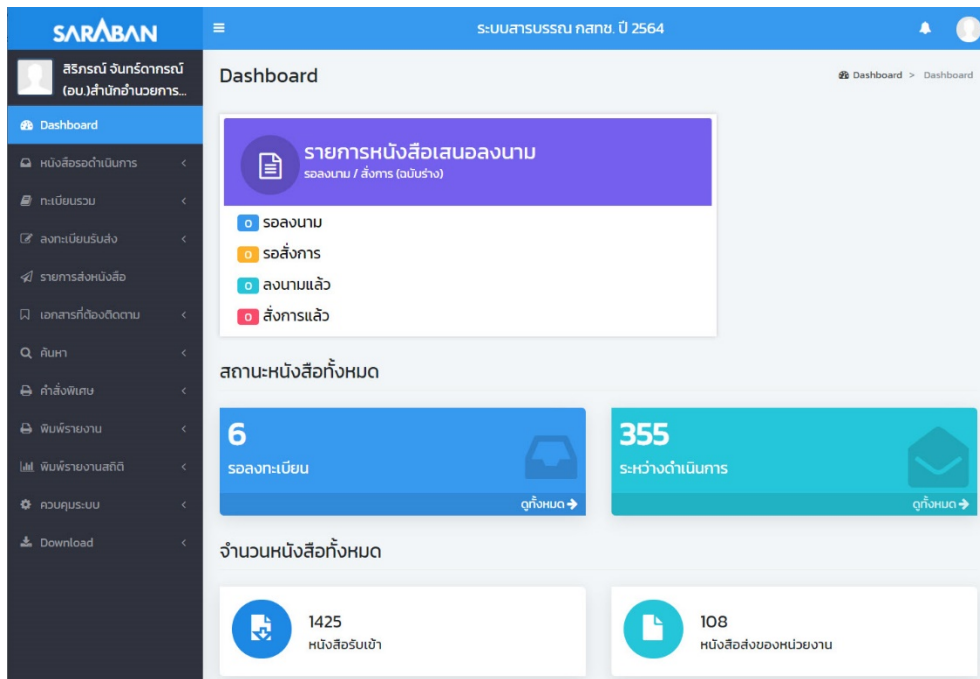 SARABAN
ระบบสารบรรณ กสทช. ปี 2564
สิริภรณ์ จันทร์ดาภรณ์
(อบ.)สำนักอำนวยการ...
Dashboard
หนังสือรอดำเนินการ
ทะเบียนรวม
ลงทะเบียนรับส่ง
รายการส่งหนังสือ
เอกสารที่ต้องติดตาม
ค้นหา
คำสั่งพิเศษ
พิมพ์รายงาน
พิมพ์รายงานสถิติ
ควบคุมระบบ
Download
Dashboard
Dashboard > Dashboard
รายการหนังสือเสนอลงนาม
รอลงนาม / สั่งการ (ฉบับร่าง)
0 รอลงนาม
0 รอสั่งการ
0 ลงนามแล้ว
0 สั่งการแล้ว
สถานะหนังสือทั้งหมด
6
รอลงทะเบียน
ดูทั้งหมด
355
ระหว่างดำเนินการ
ดูทั้งหมด
จำนวนหนังสือทั้งหมด
1425
หนังสือรับเข้า
108
หนังสือส่งของหน่วยงาน